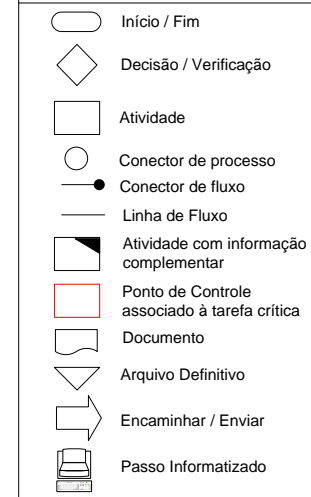 Início / Fim
Decisão / Verificação
Atividade
Conector de processo
Conector de fluxo
Linha de Fluxo
Atividade com informação
complementar
Ponto de Controle
associado à tarefa crítica
Documento
Arquivo Definitivo
Encaminhar / Enviar
Passo Informatizado